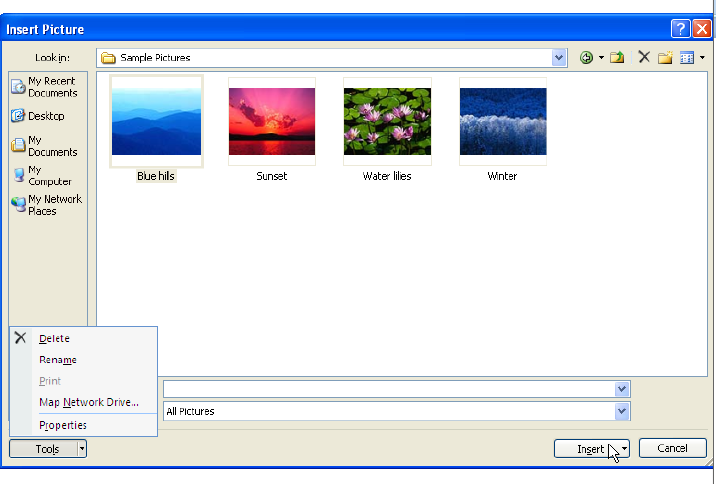 Insert Picture
?
Look in:
Sample Pictures
My Recent
Documents
Desktop
My
Documents
My
Computer
My Network
Places
Blue hills
Sunset
Water lilies
Winter
Delete
Rename
Print
Map Network Drive...
Properties
All Pictures
Tools
Insert
Cancel